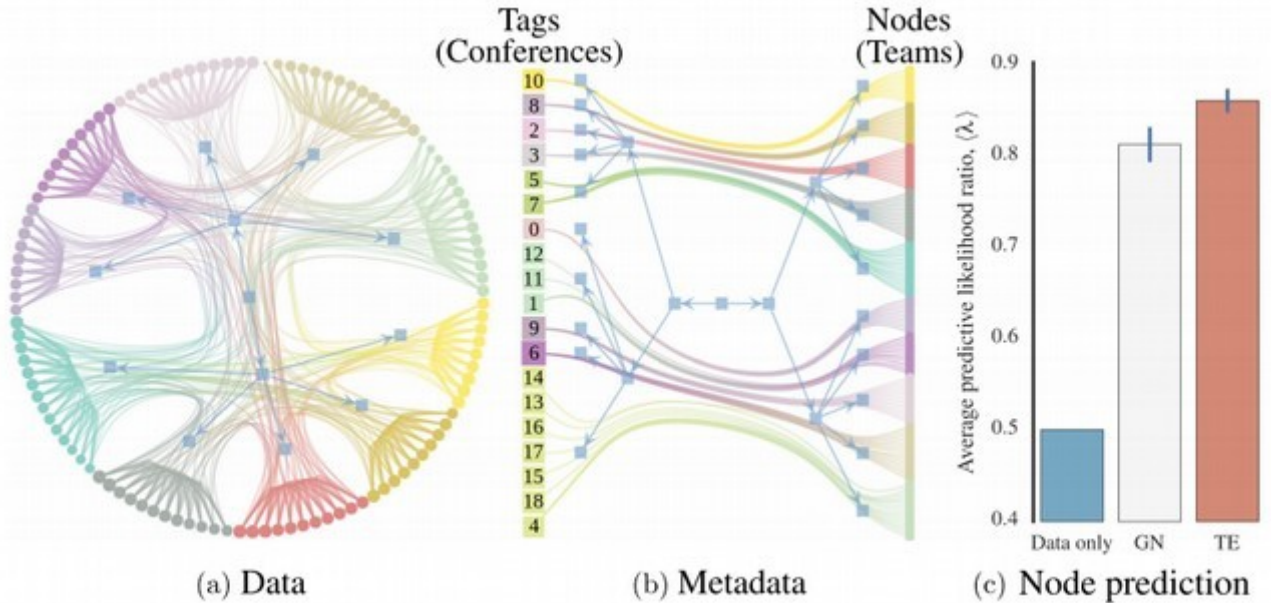 Tags
(Conferences)
Nodes
(Teams)
10
8
2
3
5
7
0
12
11
1
9
6
14
13
16
17
15
18
4
Average predictive likelihood ratio, ⟨λ⟩
0.9
0.8
0.7
0.6
0.5
0.4
Data only GN TE
(a) Data
(b) Metadata
(c) Node prediction